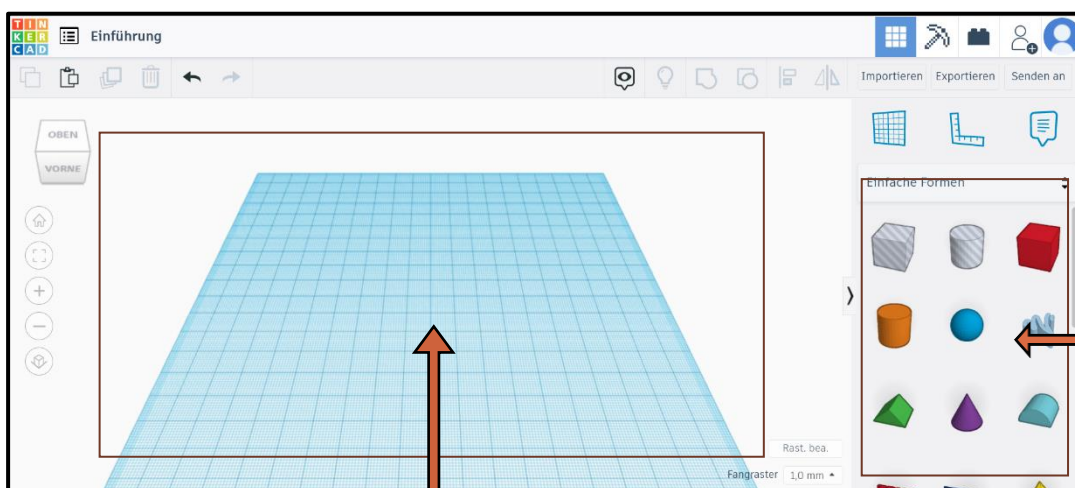 TIN
KER
CAD
Einführung
Importieren Exportieren Senden an
OBEN
VORNE
Einfache Formen
Rast. bea.
Fangraster 1,0 mm